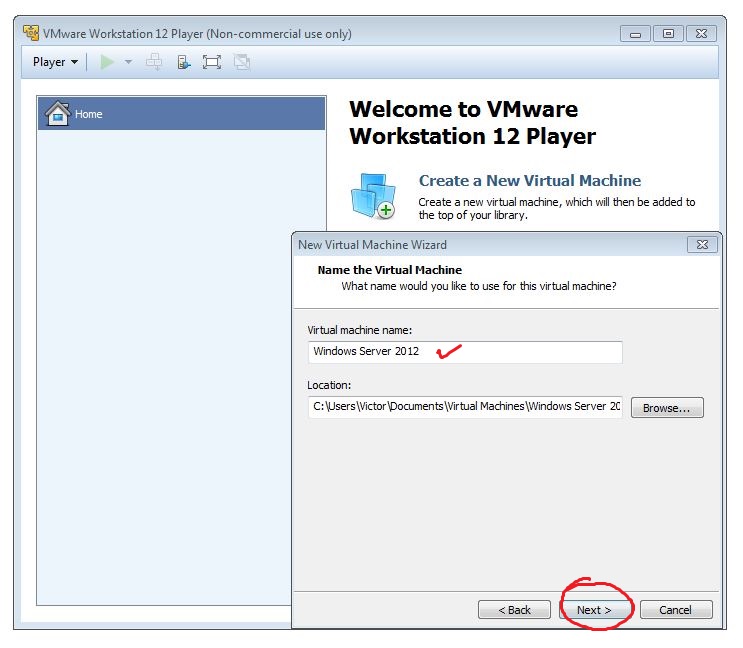 VMware Workstation 12 Player (Non-commercial use only)
Player
Home
Welcome to VMware
Workstation 12 Player
Create a New Virtual Machine
Create a new virtual machine, which will then be added to
the top of your library.
New Virtual Machine Wizard
Name the Virtual Machine
What name would you like to use for this virtual machine?
Virtual machine name:
Windows Server 2012
Location:
C:\Users\Victor\Documents\Virtual Machines\Windows Server 20
Browse...
< Back
Next >
Cancel